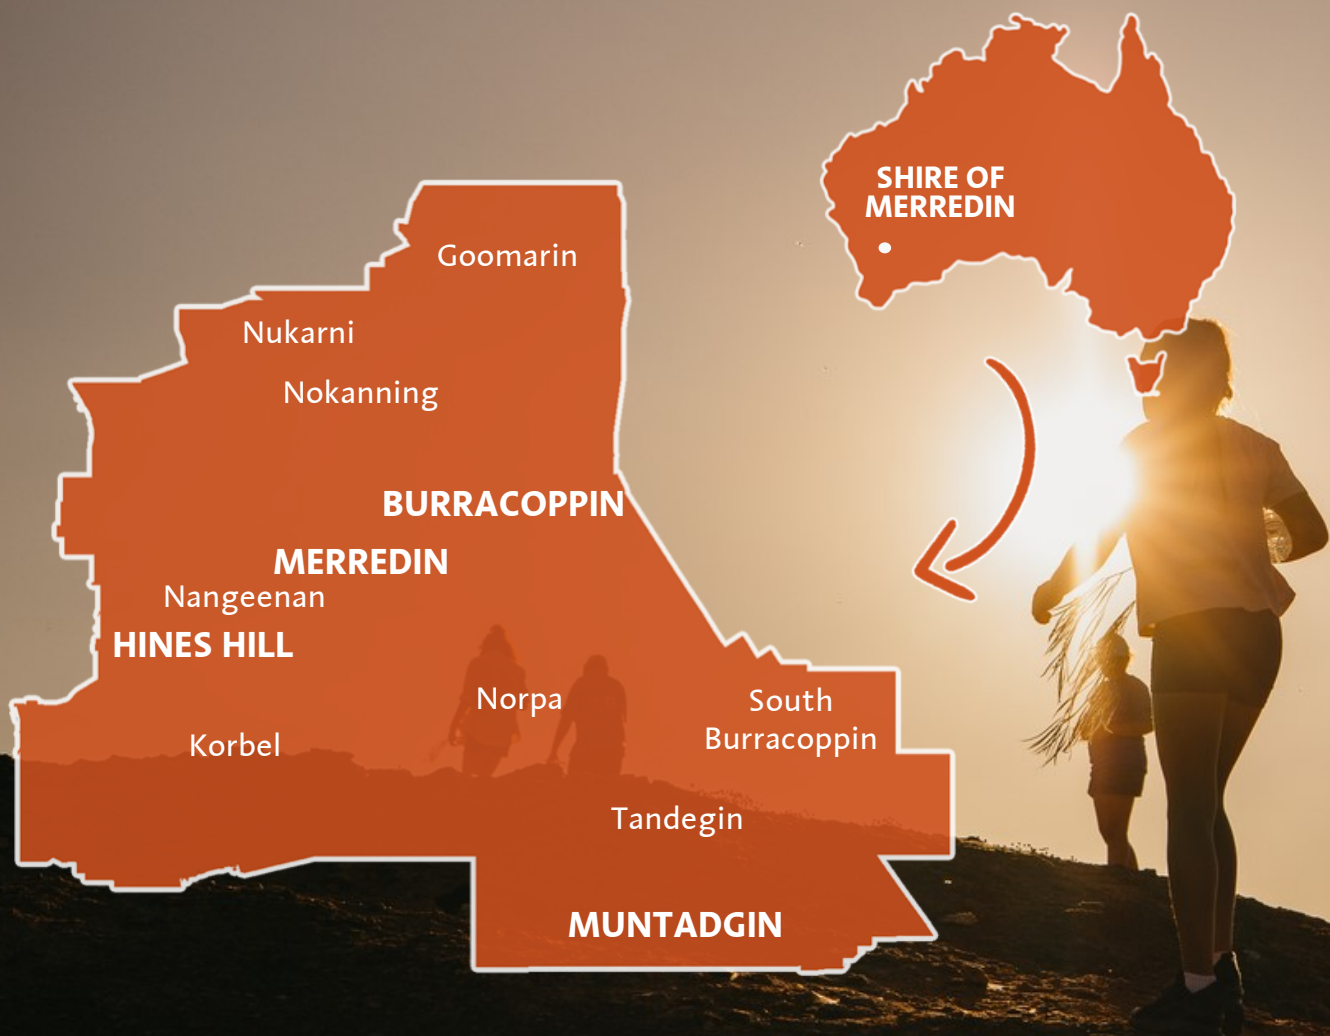 SHIRE OF
MERREDIN
Goomarin
Nukarni
Nokanning
BURRACOPPIN
MERREDIN
Nangeenan
HINES HILL
Norpa
South
Burracoppin
Korbel
Tandegin
MUNTADGIN